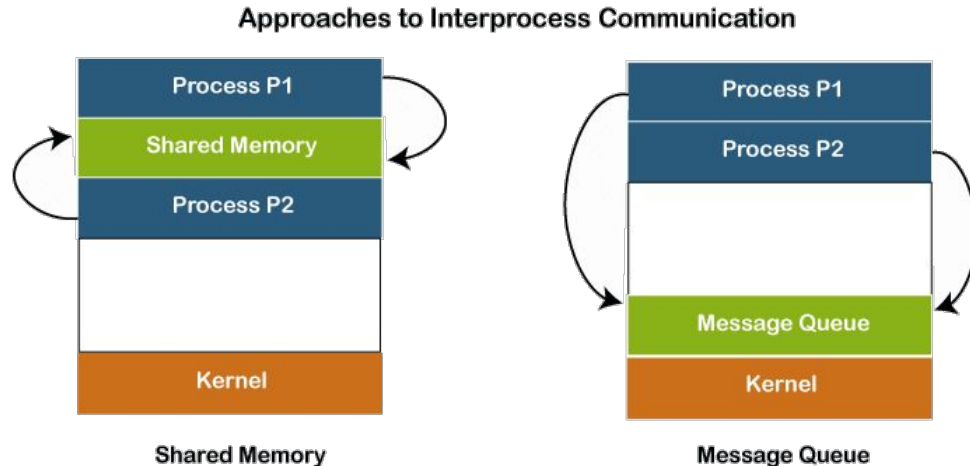 Approaches to Interprocess Communication
Process P1
Shared Memory
Process P2
Kernel
Shared Memory
Process P1
Process P2
Message Queue
Kernel
Message Queue